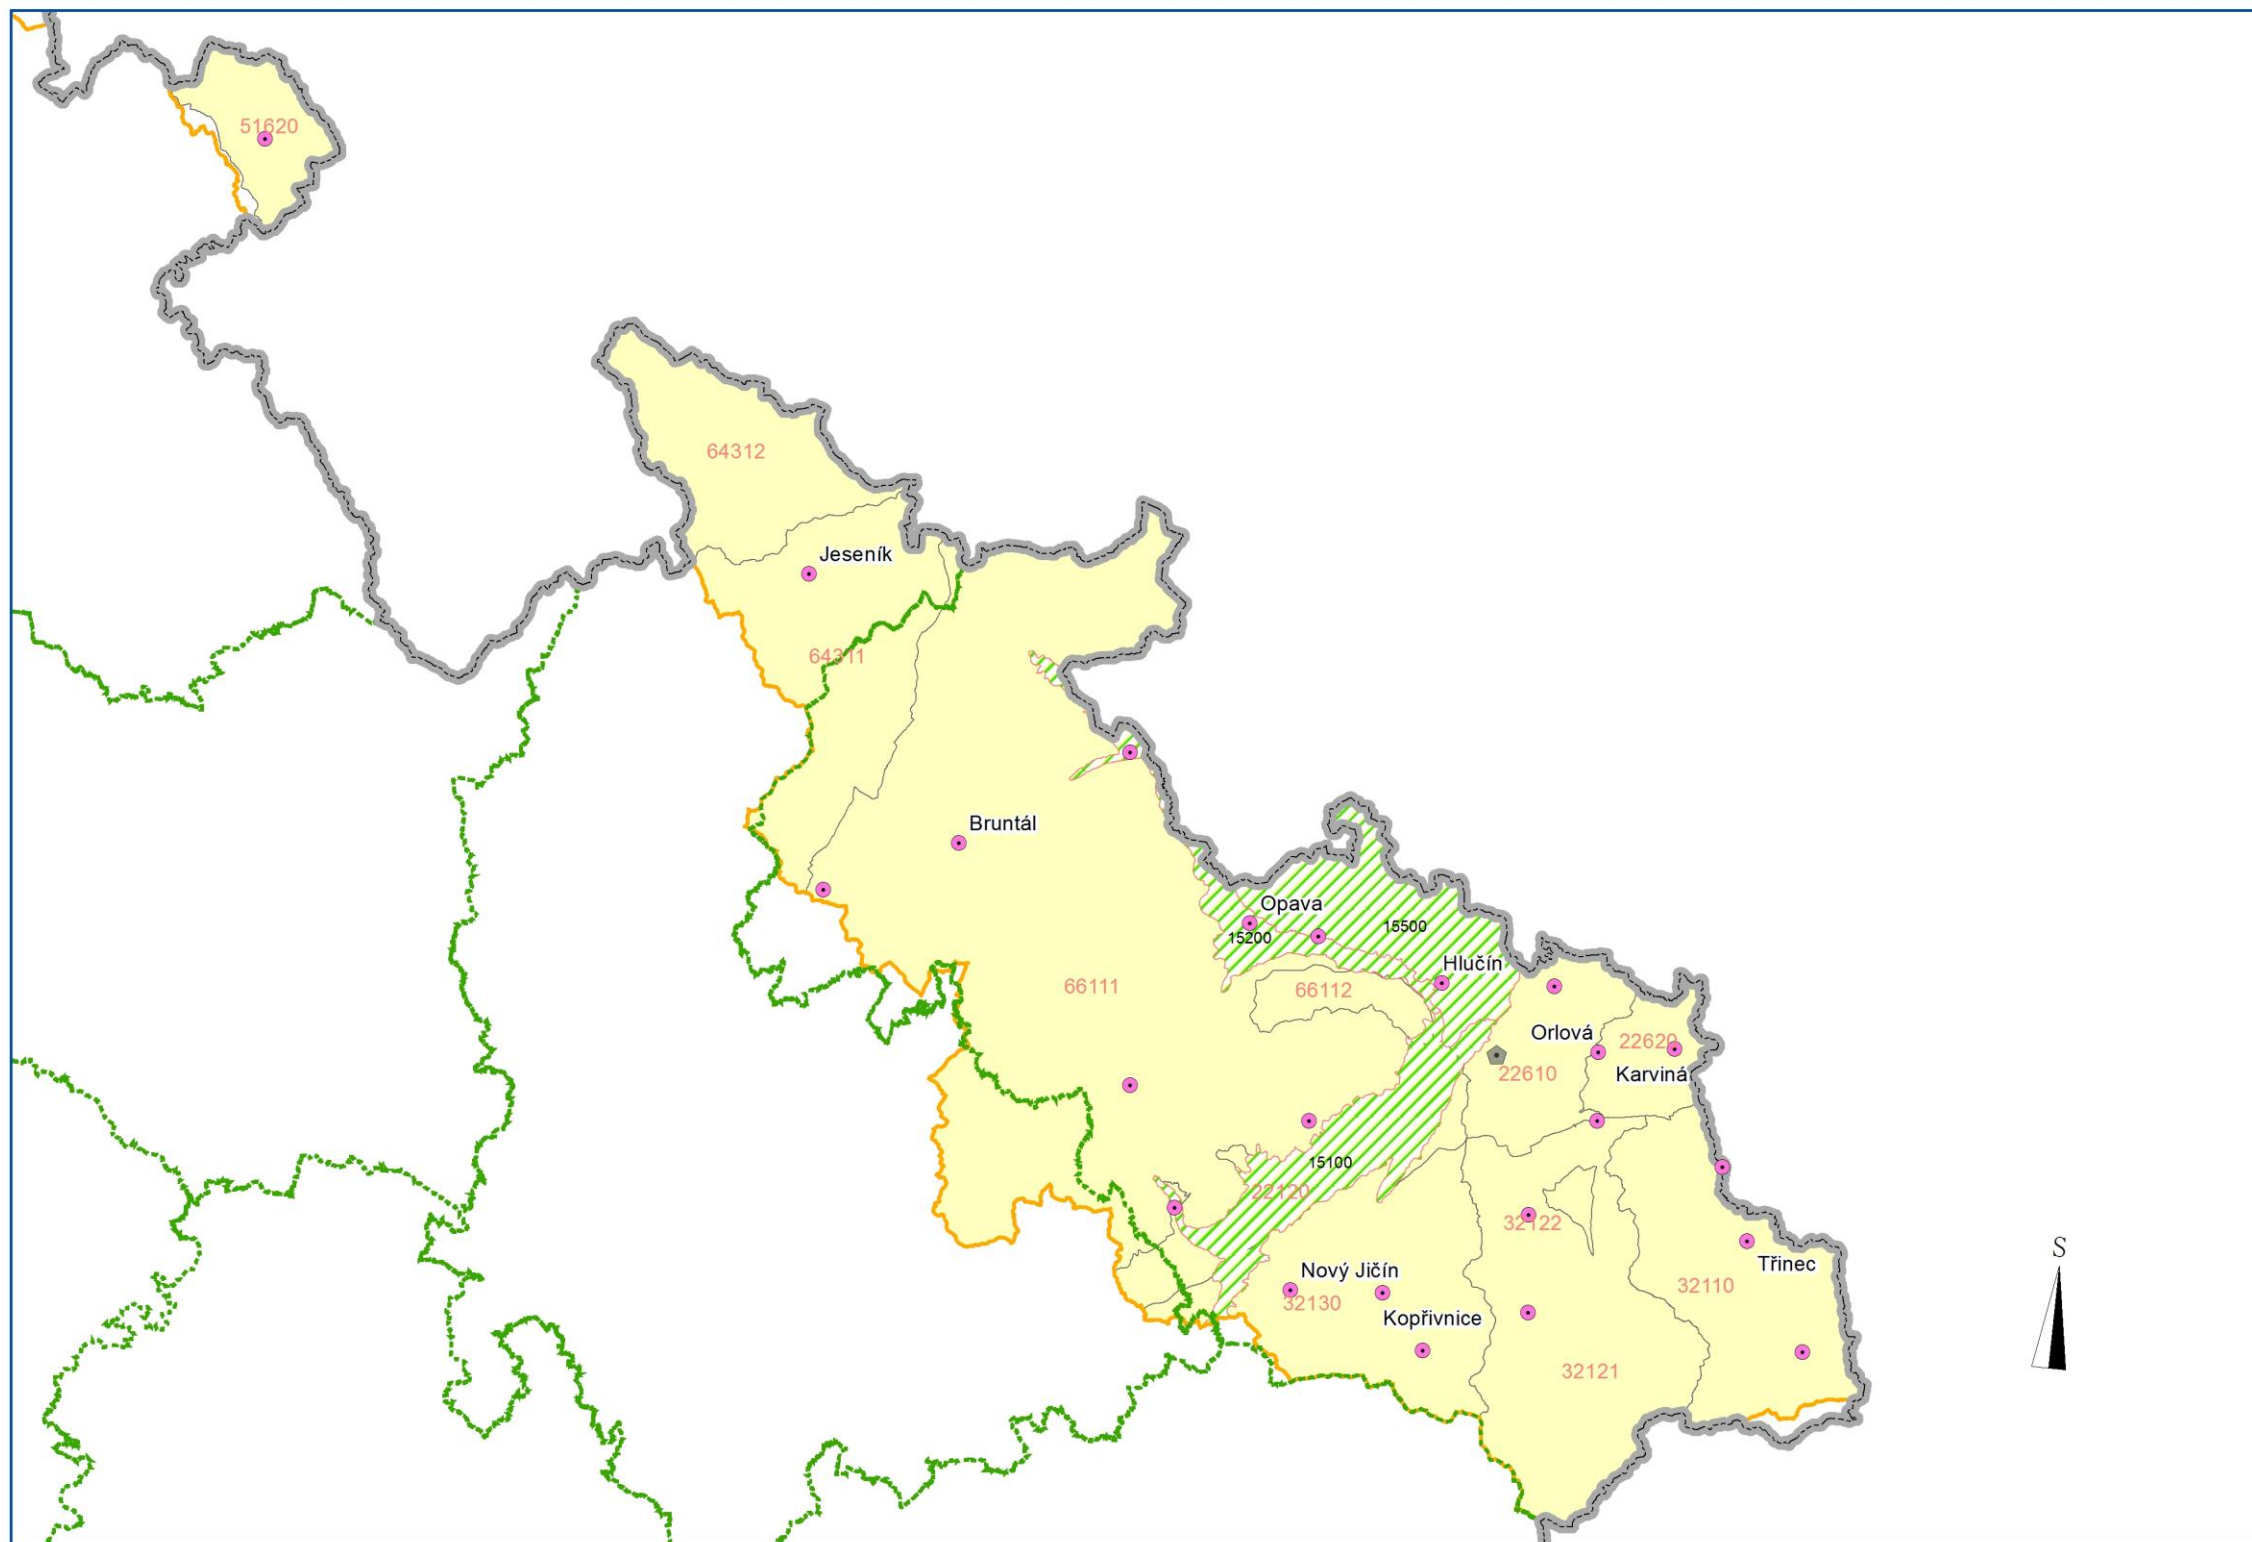 51620
64312
Jeseník
64311
Bruntál
Opava
15200
15500
Hlučín
66111
66112
Orlová
22620
22610
Karviná
15100
22120
32122
S
Nový Jičín
32130
Třinec
32110
Kopřivnice
32121